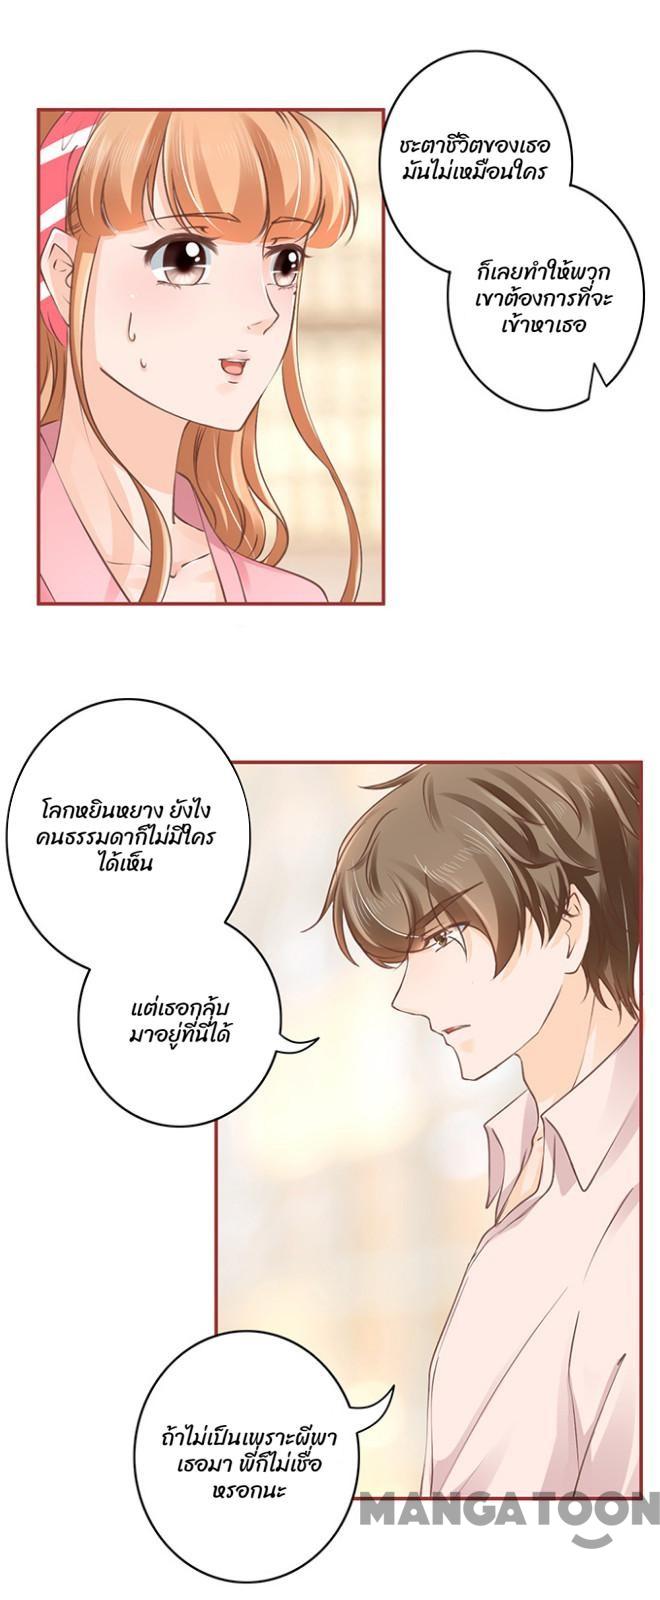 ชะตาชีวิตของเธอ
มันไม่เหมือนใคร
ก็เลยทำให้พวก
เขาต้องการที่จะ
เข้าหาเธอ
โลกหยินหยาง ยังไง
คนธรรมดาก็ไม่มีใคร
ได้เห็น
แต่เธอกลับ
มาอยู่ที่นี่ได้
ถ้าไม่เป็นเพราะผีพา
เธอมา พี่ก็ไม่เชื่อ
หรอกนะ
MANGATOON